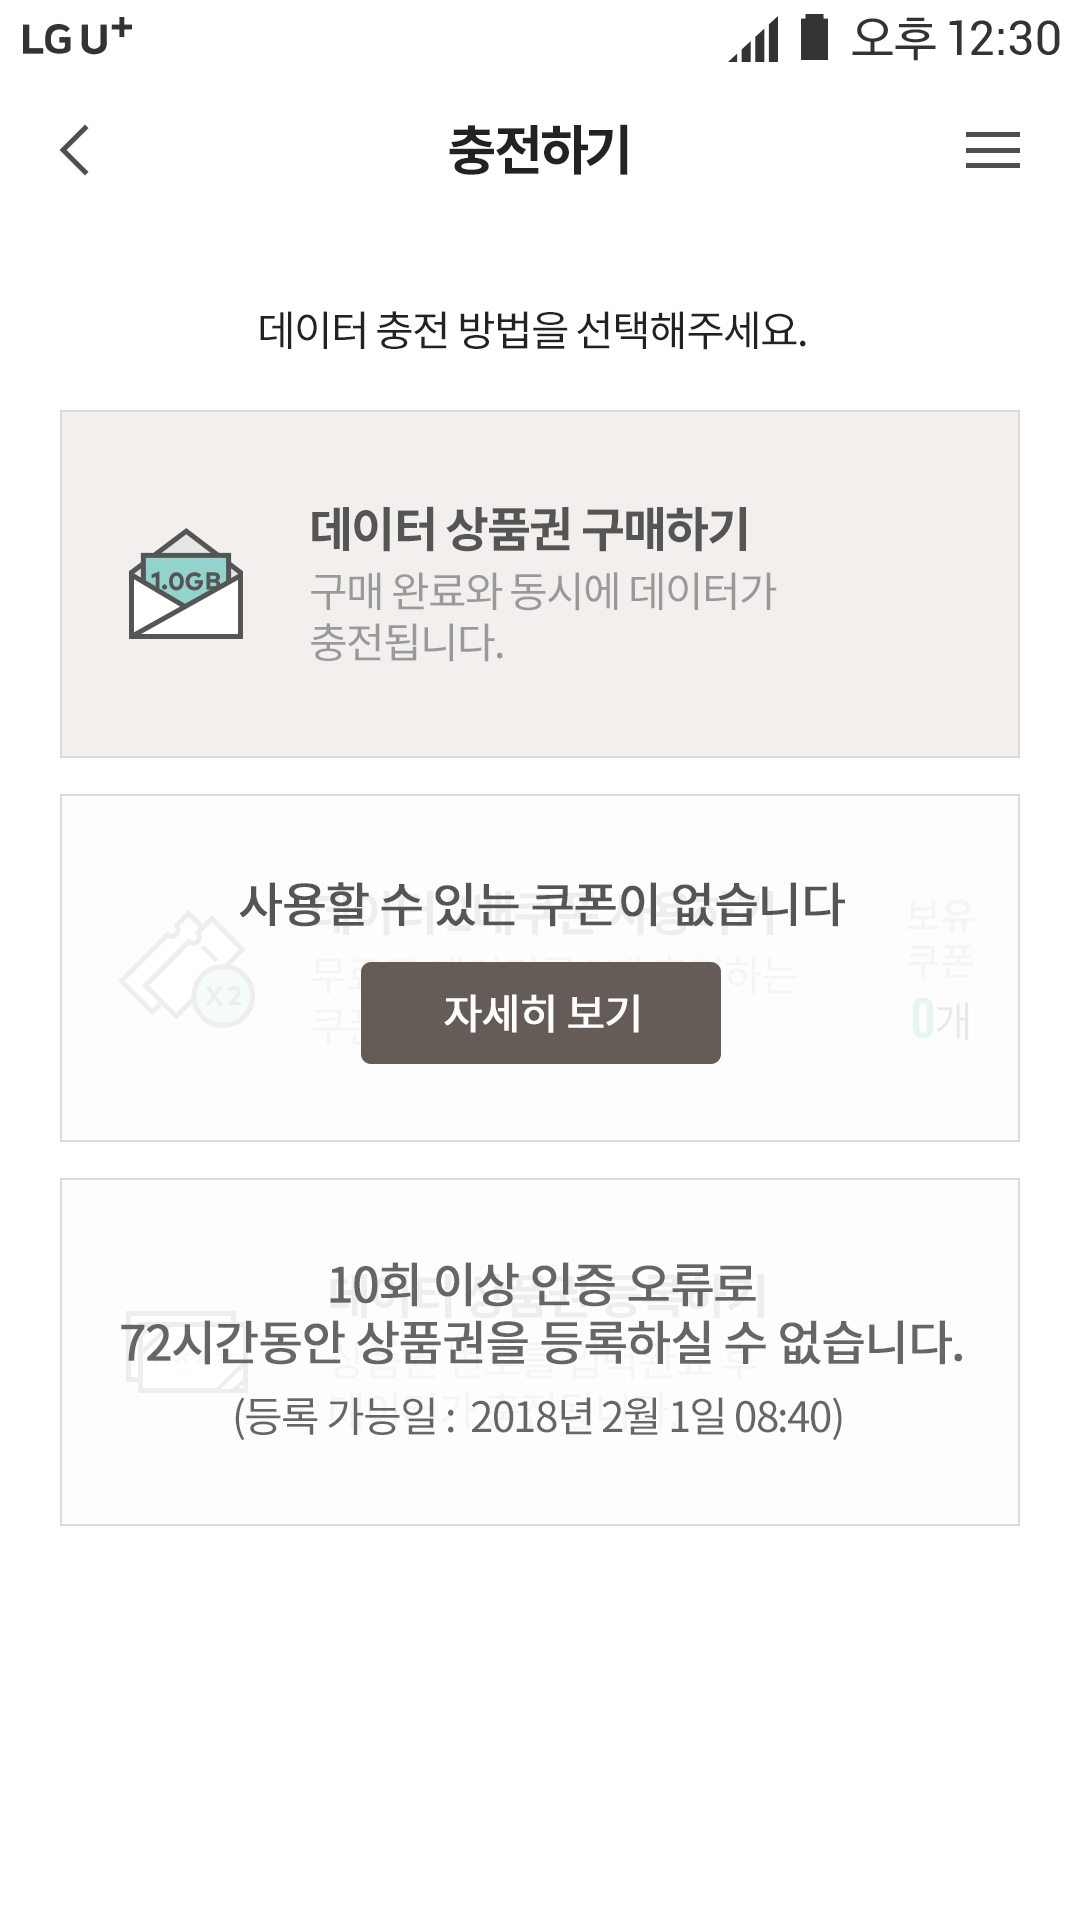 LG U+ 오후 12:30
충전하기
데이터 충전 방법을 선택해주세요.
1.0GB
데이터 상품권 구매하기
구매 완료와 동시에 데이터가
충전됩니다.
사용할 수 있는 쿠폰이 없습니다
자세히 보기
X 2
보유
쿠폰
0개
10회 이상 인증 오류로
72시간동안 상품권을 등록하실 수 없습니다.
(등록 가능일 : 2018년 2월 1일 08:40)